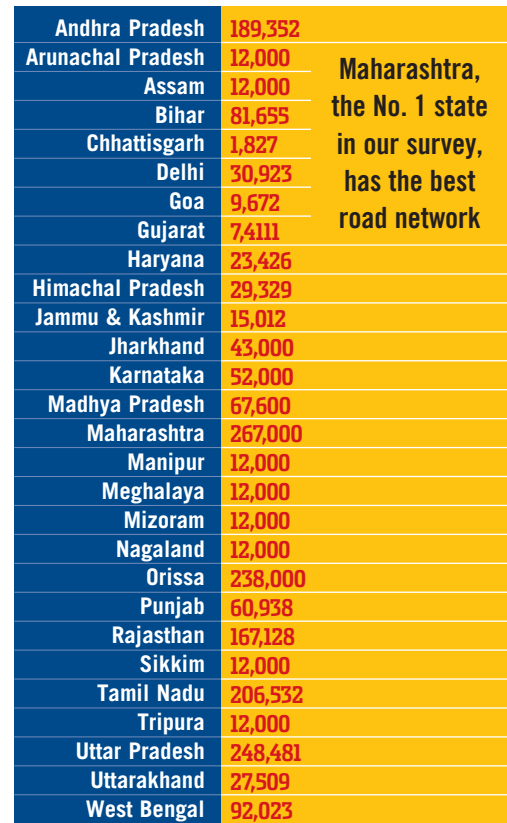 Andhra Pradesh 189,352
Arunachal Pradesh 12,000
Assam 12,000
Bihar 81,655
Chhattisgarh 1,827
Delhi 30,923
Goa 9,672
Gujarat 7,4111
Haryana 23,426
Himachal Pradesh 29,329
Jammu & Kashmir 15,012
Jharkhand 43,000
Karnataka 52,000
Madhya Pradesh 67,600
Maharashtra 267,000
Manipur 12,000
Meghalaya 12,000
Mizoram 12,000
Nagaland 12,000
Orissa 238,000
Punjab 60,938
Rajasthan 167,128
Sikkim 12,000
Tamil Nadu 206,532
Tripura 12,000
Uttar Pradesh 248,481
Uttarakhand 27,509
West Bengal 92,023
Maharashtra,
the No. 1 state
in our survey,
has the best
road network